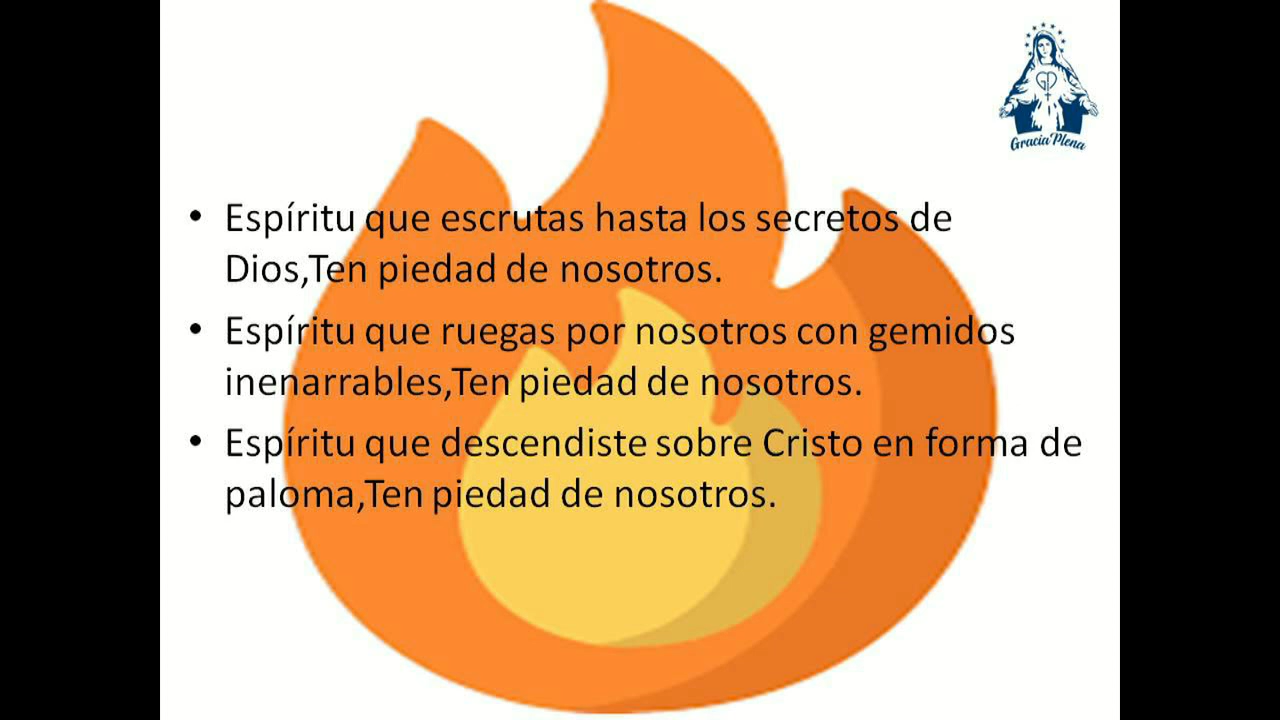 Gracia Plena
• Espíritu que escrutas hasta los secretos de
Dios,Ten piedad de nosotros.
• Espíritu que ruegas por nosotros con gemidos
inenarrables,Ten piedad de nosotros.
• Espíritu que descendiste sobre Cristo en forma de
paloma,Ten piedad de nosotros.